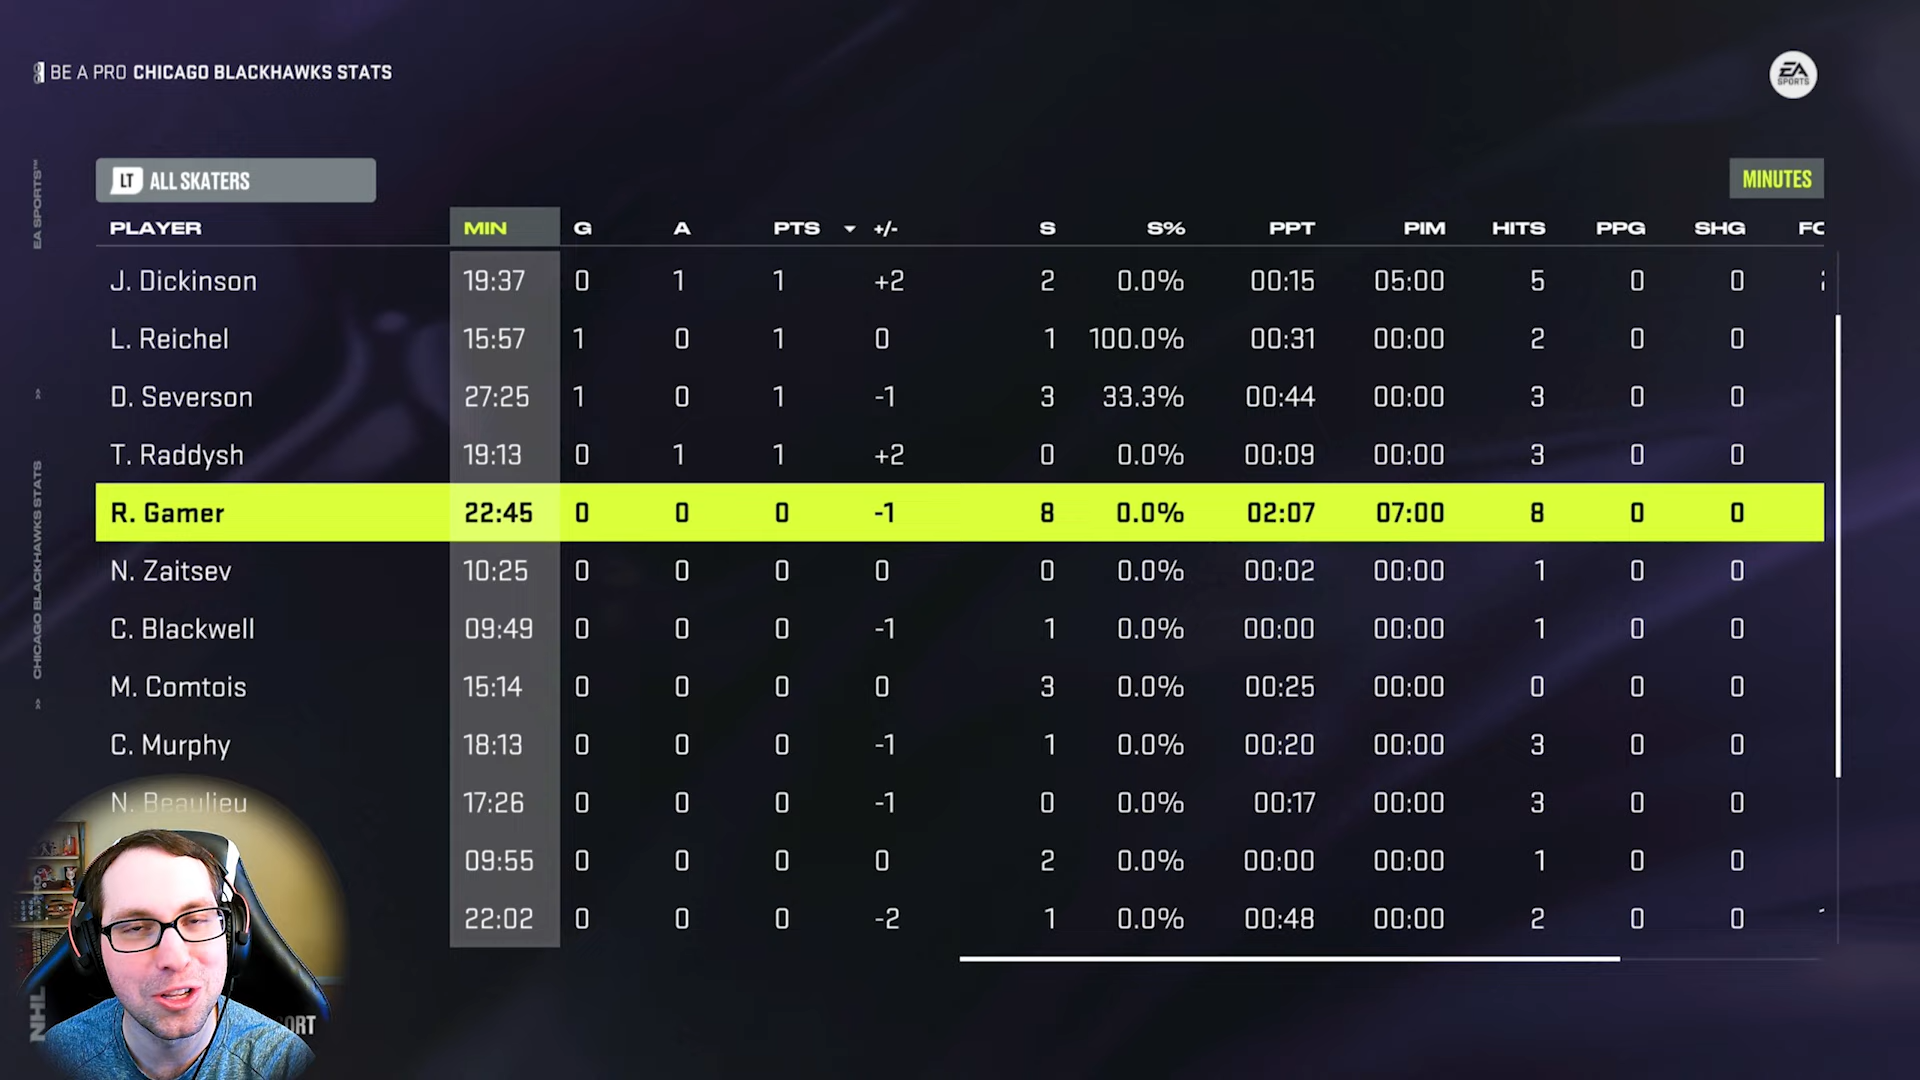 BE A PRO CHICAGO BLACKHAWKS STATS
EA SPORTS
LT ALL SKATERS
MINUTES
PLAYER MIN G A PTS +/- S S% PPT PIM HITS PPG SHG
J. Dickinson 19:37 0 1 1 +2 2 0.0% 00:15 05:00 5 0 0
L. Reichel 15:57 1 0 1 0 1 100.0% 00:31 00:00 2 0 0
D. Severson 27:25 1 0 1 -1 3 33.3% 00:44 00:00 3 0 0
T. Raddysh 19:13 0 1 1 +2 0 0.0% 00:09 00:00 3 0 0
R. Gamer 22:45 0 0 0 -1 8 0.0% 02:07 07:00 8 0 0
N. Zaitsev 10:25 0 0 0 0 0 0.0% 00:02 00:00 1 0 0
C. Blackwell 09:49 0 0 0 -1 1 0.0% 00:00 00:00 1 0 0
M. Comtois 15:14 0 0 0 0 3 0.0% 00:25 00:00 0 0 0
C. Murphy 18:13 0 0 0 -1 1 0.0% 00:20 00:00 3 0 0
N. Beaulieu 17:26 0 0 0 -1 0 0.0% 00:17 00:00 3 0 0
09:55 0 0 0 0 2 0.0% 00:00 00:00 1 0 0
22:02 0 0 0 -2 1 0.0% 00:48 00:00 2 0 0
EA SPORTS™
CHICAGO BLACKHAWKS STATS
NHL